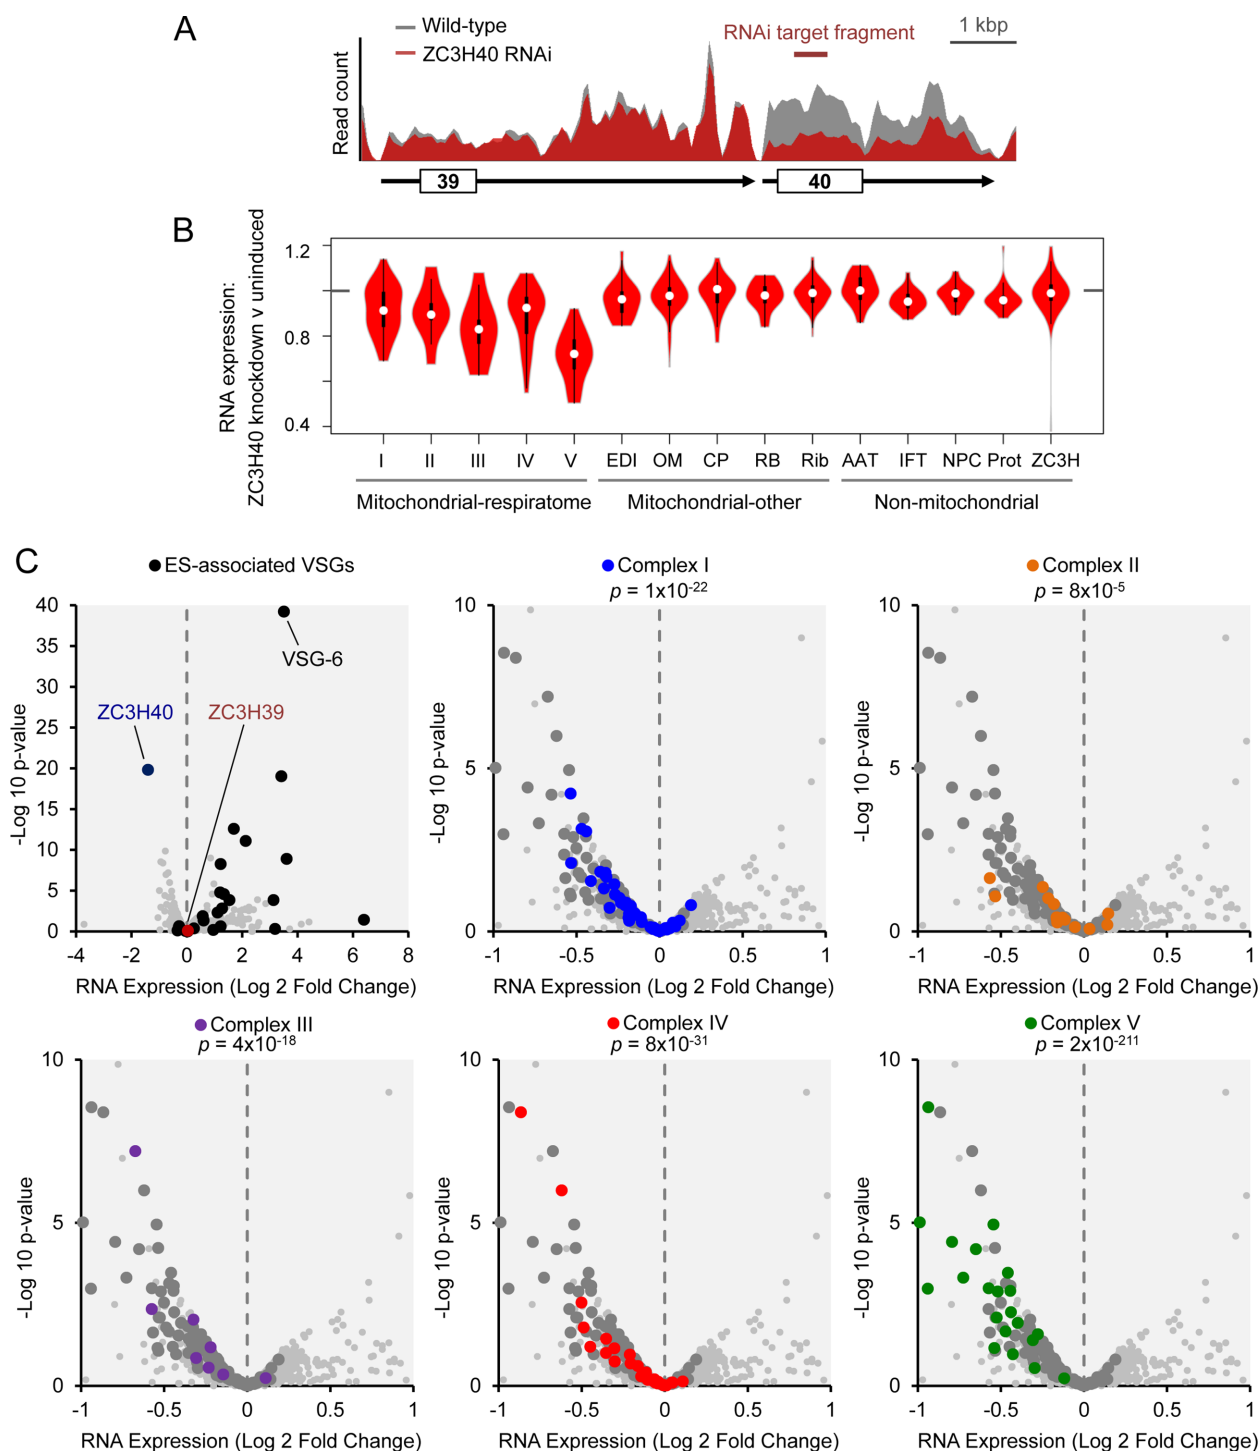 A
Wild-type
ZC3H40 RNAi
RNAi target fragment
1 kbp
Read count
39
40
B
RNA expression:
ZC3H40 knockdown v uninduced
1.2
0.8
0.4
I II III IV V EDI OM CP RB Rib AAT IFT NPC Prot ZC3H
Mitochondrial-respiratome Mitochondrial-other Non-mitochondrial
C
ES-associated VSGs
40
35
30
25
20
15
10
5
0
-Log 10 p-value
VSG-6
ZC3H40
ZC3H39
-4 -2 0 2 4 6 8
RNA Expression (Log 2 Fold Change)
Complex I
p = 1x10-22
10
5
0
-Log 10 p-value
-1 -0.5 0 0.5 1
RNA Expression (Log 2 Fold Change)
Complex II
p = 8x10-5
10
5
0
-Log 10 p-value
-1 -0.5 0 0.5 1
RNA Expression (Log 2 Fold Change)
Complex III
p = 4x10-18
10
5
0
-Log 10 p-value
-1 -0.5 0 0.5 1
RNA Expression (Log 2 Fold Change)
Complex IV
p = 8x10-31
10
5
0
-Log 10 p-value
-1 -0.5 0 0.5 1
RNA Expression (Log 2 Fold Change)
Complex V
p = 2x10-211
10
5
0
-Log 10 p-value
-1 -0.5 0 0.5 1
RNA Expression (Log 2 Fold Change)